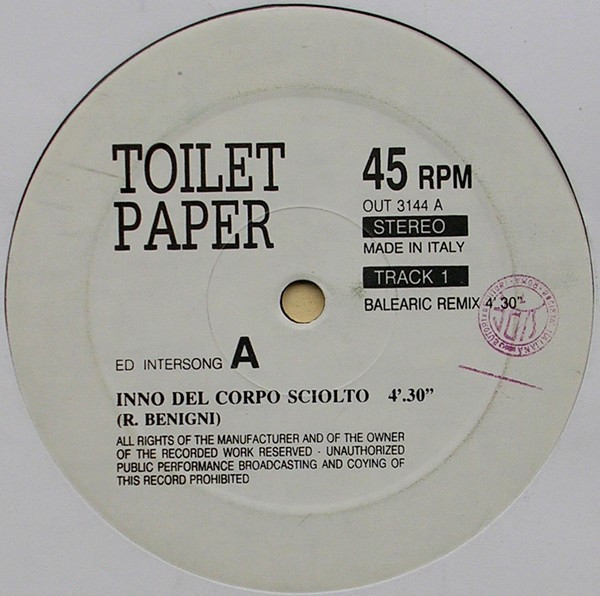 TOILET
PAPER
45 RPM
OUT 3144 A
STEREO
MADE IN ITALY
TRACK 1
BALEARIC REMIX 4'.30"
ED INTERSONG A
INNO DEL CORPO SCIOLTO 4'.30"
(R. BENIGNI)
ALL RIGHTS OF THE MANUFACTURER AND OF THE OWNER
OF THE RECORDED WORK RESERVED - UNAUTHORIZED
PUBLIC PERFORMANCE BROADCASTING AND COYING OF
THIS RECORD PROHIBITED